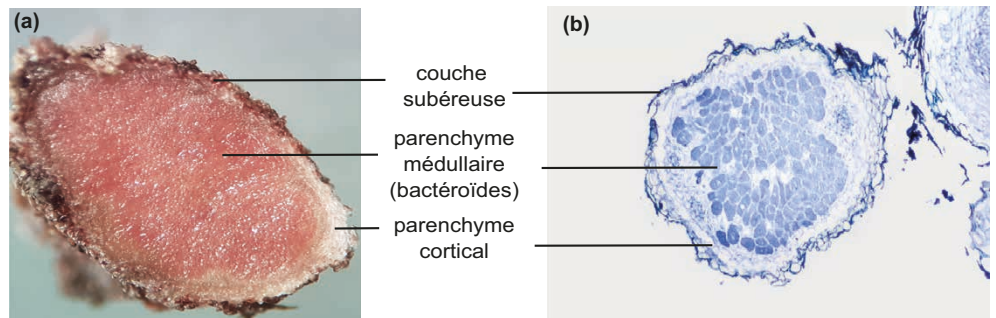 (a)
(b)
couche
subéreuse
parenchyme
médullaire
(bactéroïdes)
parenchyme
cortical